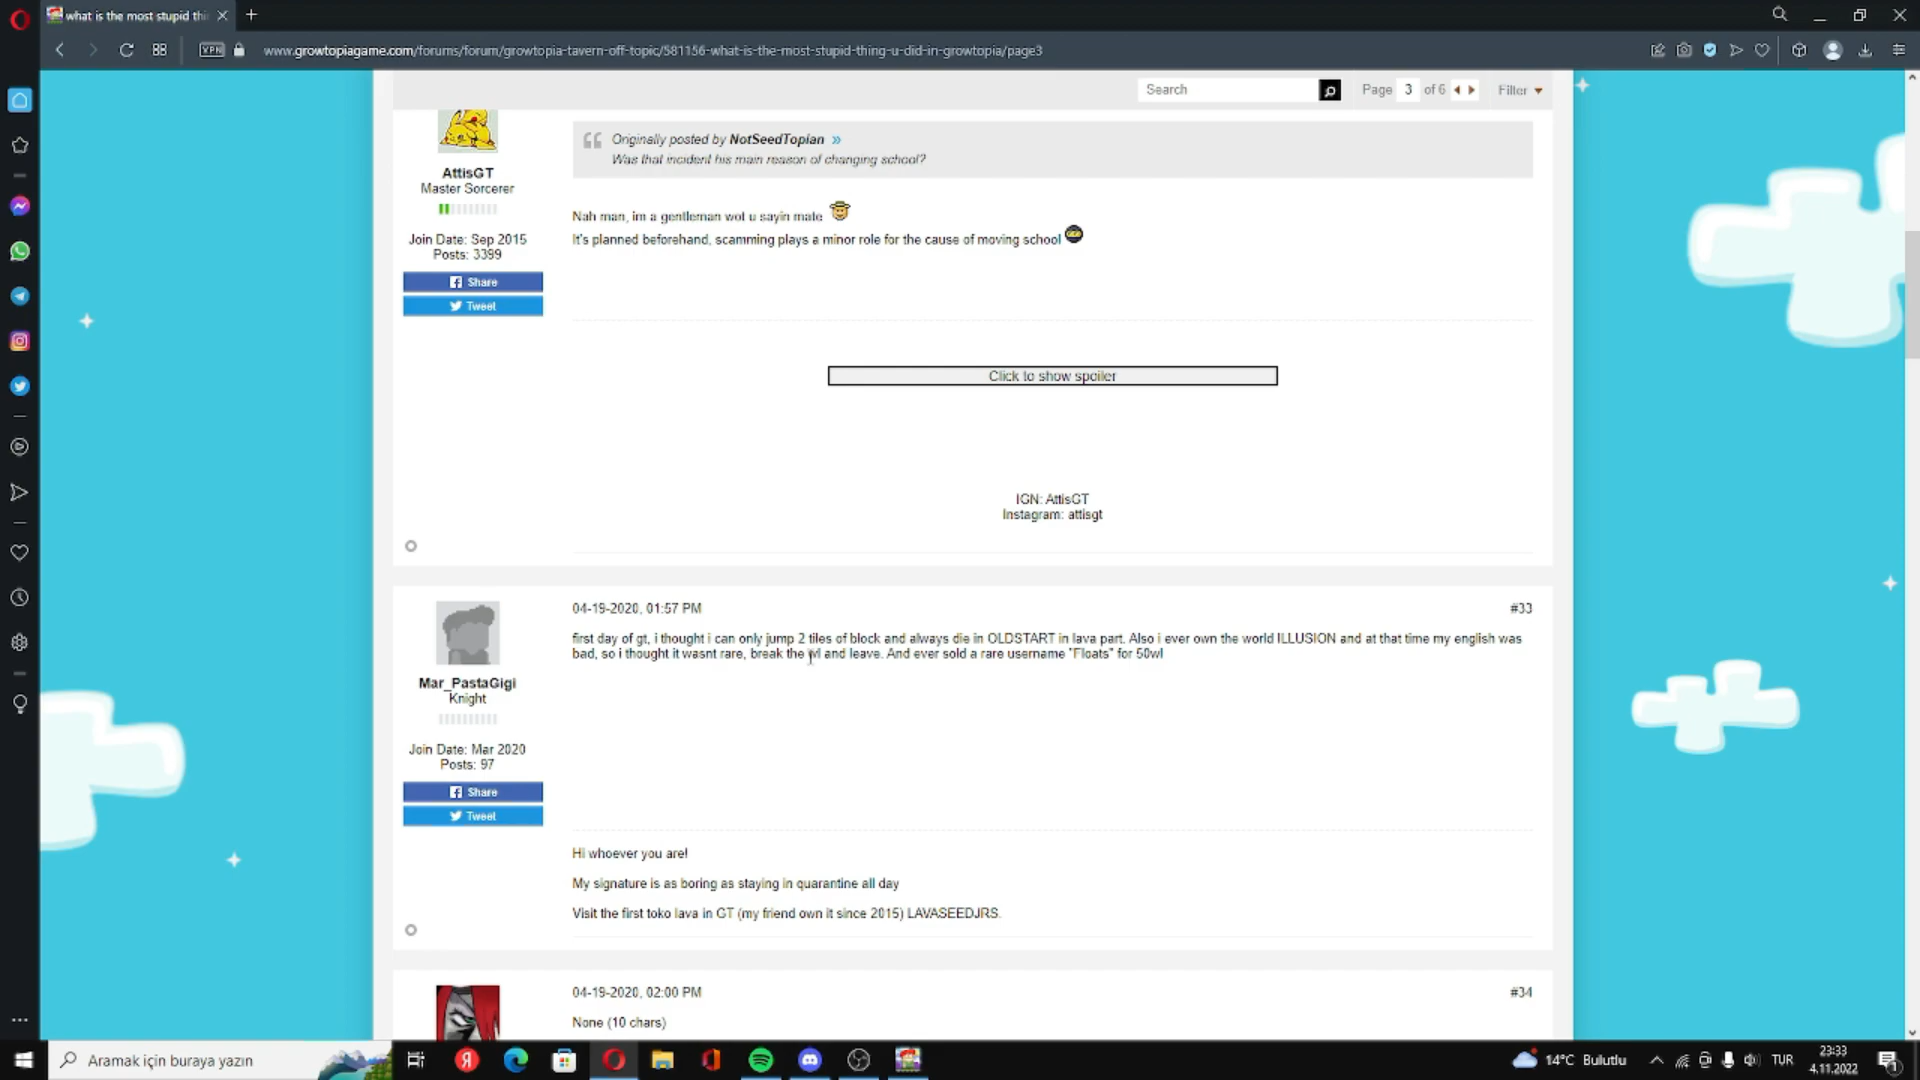 what is the most stupid thi
VPN
www.growtopiagame.com/forums/forum/growtopia-tavern-off-topic/581156-what-is-the-most-stupid-thing-u-did-in-growtopia/page3
Search
Page 3 of 6
Filter
Originally posted by NotSeedTopian
Was that incident his main reason of changing school?
AttisGT
Master Sorcerer
Join Date: Sep 2015
Posts: 3399
Share
Tweet
Nah man, im a gentleman wot u sayin mate
It's planned beforehand, scamming plays a minor role for the cause of moving school
Click to show spoiler
IGN: AttisGT
Instagram: attisgt
04-19-2020, 01:57 PM
#33
first day of gt, i thought i can only jump 2 tiles of block and always die in OLDSTART in lava part. Also i ever own the world ILLUSION and at that time my english was
bad, so i thought it wasnt rare, break the wl and leave. And ever sold a rare username "Floats" for 50wl
Mar_PastaGigi
Knight
Join Date: Mar 2020
Posts: 97
Share
Tweet
Hi whoever you are!
My signature is as boring as staying in quarantine all day
Visit the first toko lava in GT (my friend own it since 2015) LAVASEEDJRS.
04-19-2020, 02:00 PM
#34
None (10 chars)
Aramak için buraya yazın
14°C Bulutlu
TUR
23:33
4.11.2022
1